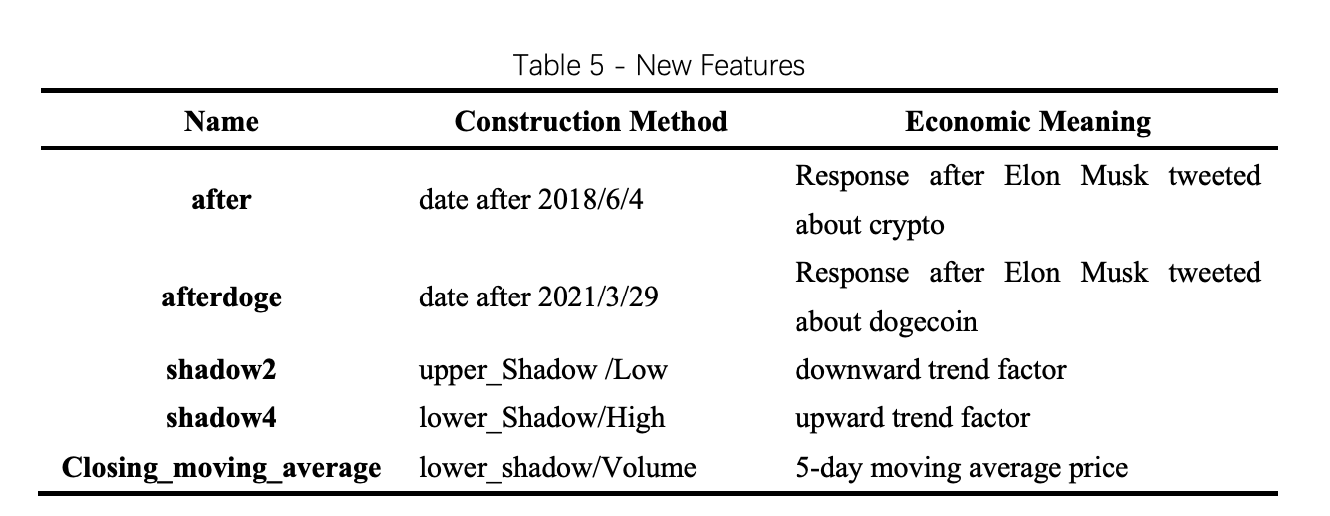 Table 5 - New Features
Name Construction Method Economic Meaning
after date after 2018/6/4 Response after Elon Musk tweeted
about crypto
afterdoge date after 2021/3/29 Response after Elon Musk tweeted
about dogecoin
shadow2 upper_Shadow /Low downward trend factor
shadow4 lower_Shadow/High upward trend factor
Closing_moving_average lower_shadow/Volume 5-day moving average price